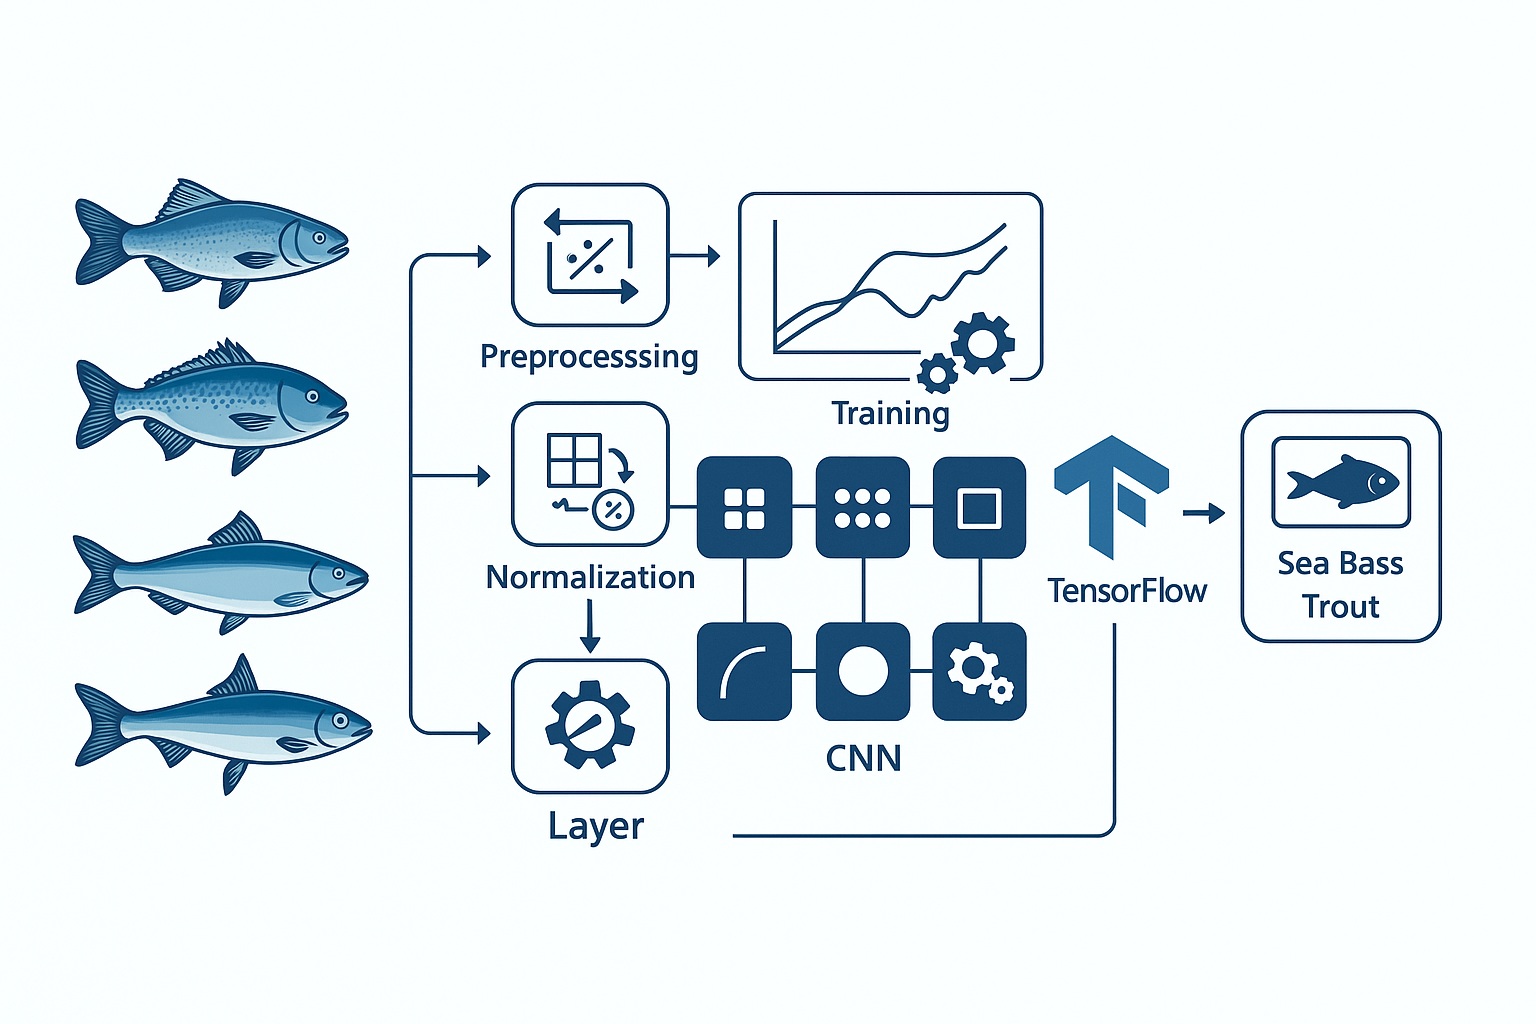 Preprocesssing
Training
Normalization
TensorFlow
Sea Bass
Trout
CNN
Layer